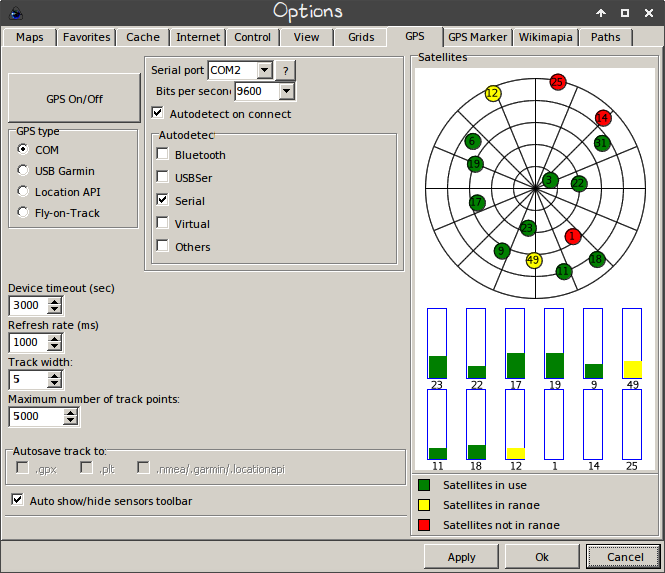 Options
Maps Favorites Cache Internet Control View Grids GPS GPS Marker Wikimapia Paths
GPS On/Off
GPS type
COM
USB Garmin
Location API
Fly-on-Track
Serial port COM2 ?
Bits per second 9600
Autodetect on connect
Autodetect
Bluetooth
USBSer
Serial
Virtual
Others
Device timeout (sec)
3000
Refresh rate (ms)
1000
Track width:
5
Maximum number of track points:
5000
Autosave track to:
.gpx .plt .nmea/.garmin/.locationapi
Auto show/hide sensors toolbar
Satellites
25
12
14
6 31
19
3 22
17
23
1
9
49 18
11
23 22 17 19 9 49
11 18 12 1 14 25
Satellites in use
Satellites in range
Satellites not in range
Apply Ok Cancel